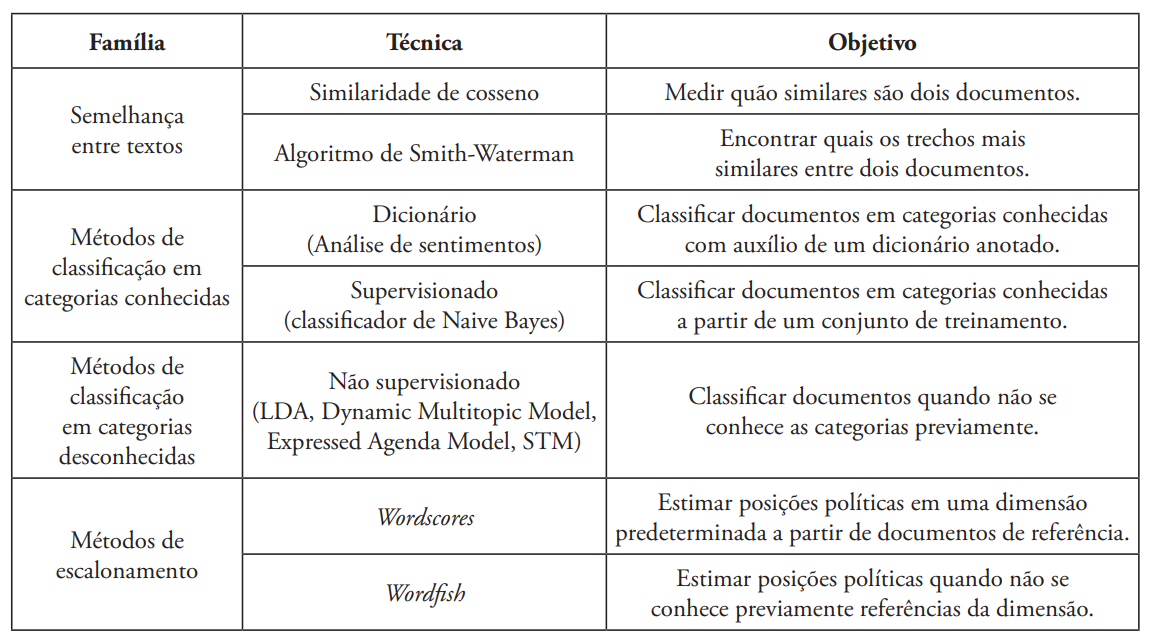 Família
Técnica
Objetivo
Semelhança
entre textos
Similaridade de cosseno
Medir quão similares são dois documentos.
Algoritmo de Smith-Waterman
Encontrar quais os trechos mais
similares entre dois documentos.
Métodos de
classificação em
categorias conhecidas
Dicionário
(Análise de sentimentos)
Classificar documentos em categorias conhecidas
com auxílio de um dicionário anotado.
Supervisionado
(classificador de Naive Bayes)
Classificar documentos em categorias conhecidas
a partir de um conjunto de treinamento.
Métodos de
classificação
em categorias
desconhecidas
Não supervisionado
(LDA, Dynamic Multitopic Model,
Expressed Agenda Model, STM)
Classificar documentos quando não se
conhece as categorias previamente.
Métodos de
escalonamento
Wordscores
Estimar posições políticas em uma dimensão
predeterminada a partir de documentos de referência.
Wordfish
Estimar posições políticas quando não se
conhece previamente referências da dimensão.